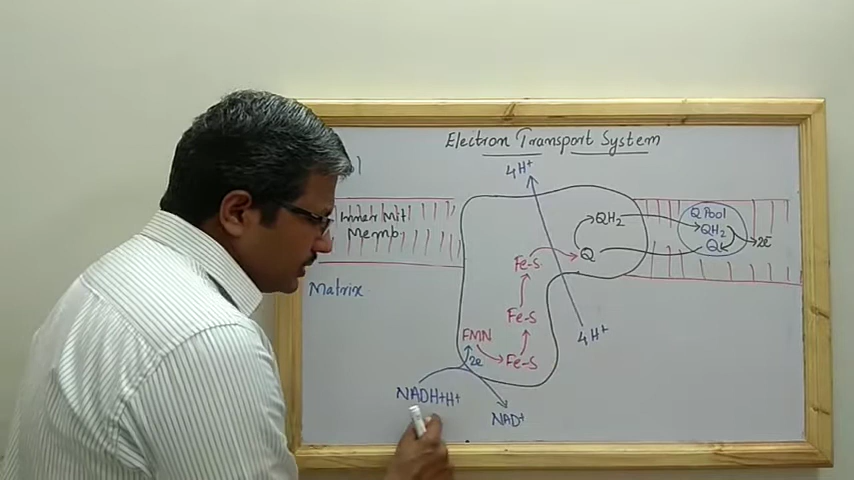 Electron Transport System
4H+
Inner Mit
Memb
QPool
QH2
QH2
Q
2e
Fe-S
Matrix
Fe-S
4H+
FMN
Fe-S
2e
NADH+H+
NAD+